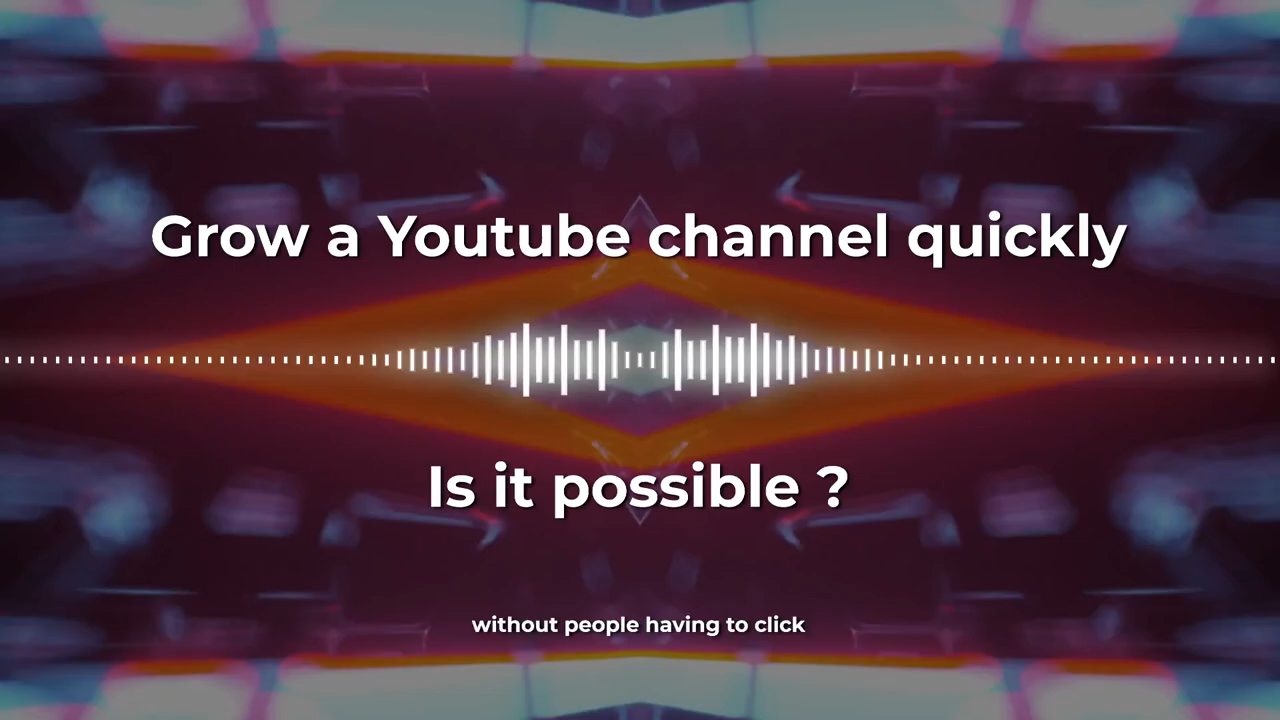 Grow a Youtube channel quickly
Is it possible ?
without people having to click